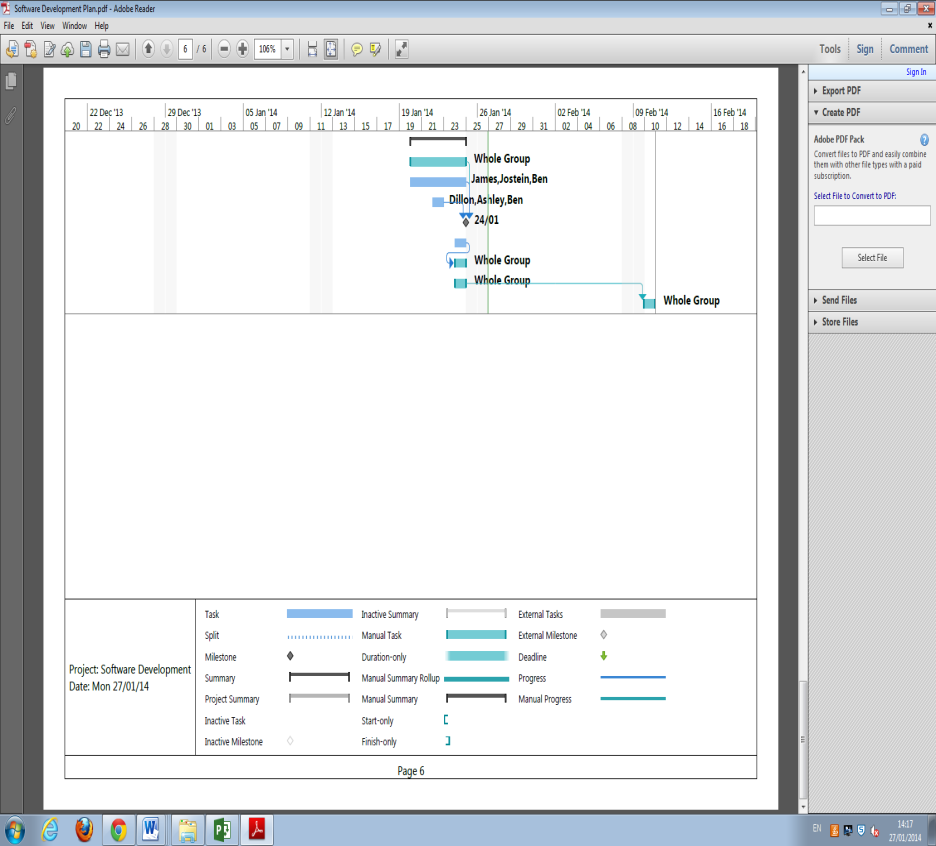 Software Development Plan.pdf - Adobe Reader
File Edit View Window Help
6 / 6 106% Tools Sign Comment
Sign In
Export PDF
Create PDF
Adobe PDF Pack
Convert files to PDF and easily combine
them with other file types with a paid
subscription.
Select File to Convert to PDF:
Select File
Send Files
Store Files
22 Dec '13 29 Dec '13 05 Jan '14 12 Jan '14 19 Jan '14 26 Jan '14 02 Feb '14 09 Feb '14 16 Feb '14
20 22 24 26 28 30 01 03 05 07 09 11 13 15 17 19 21 23 25 27 29 31 02 04 06 08 10 12 14 16 18
Whole Group
James,Jostein,Ben
Dillon,Ashley,Ben
24/01
Whole Group
Whole Group
Whole Group
Project: Software Development
Date: Mon 27/01/14
Task Inactive Summary External Tasks
Split Manual Task External Milestone
Milestone Duration-only Deadline
Summary Manual Summary Rollup Progress
Project Summary Manual Summary Manual Progress
Inactive Task Start-only
Inactive Milestone Finish-only
Page 6
EN 14:17
27/01/2014